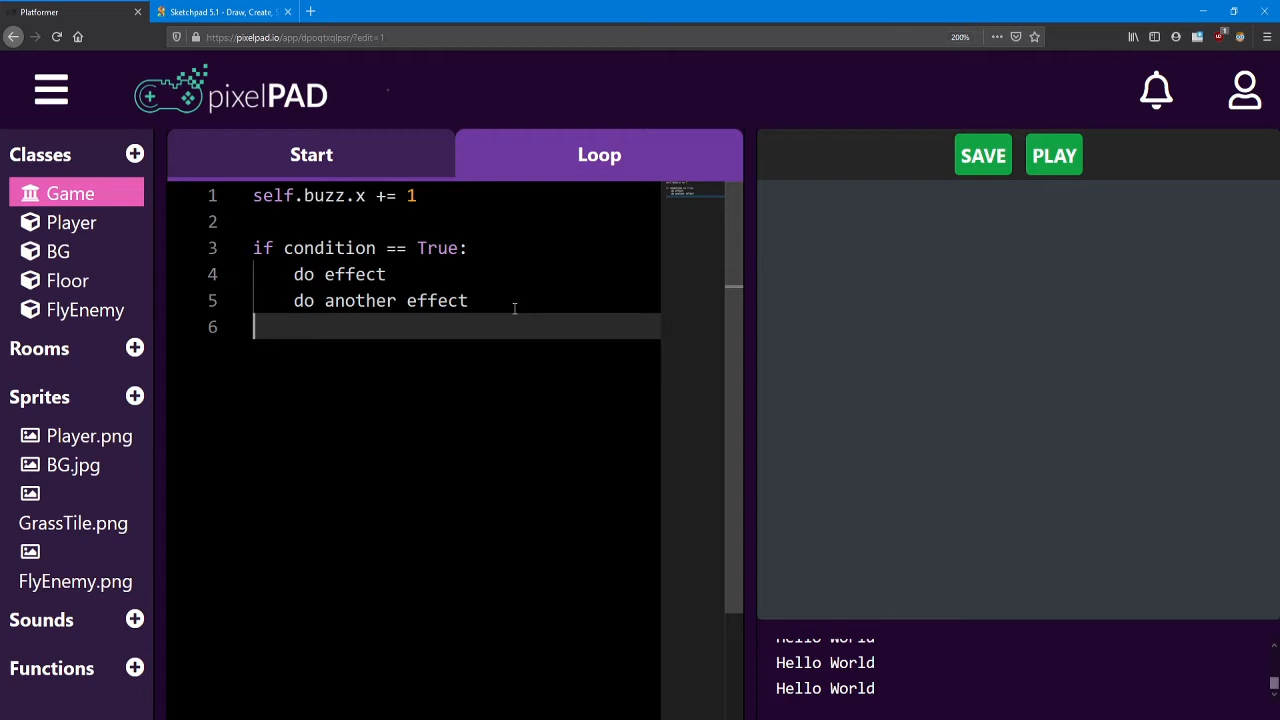 Platformer
Sketchpad 5.1 - Draw, Create, S
https://pixelpad.io/app/dpoqtxqlpsr/?edit=1
200%
pixelPAD
Classes
Game
Player
BG
Floor
FlyEnemy
Rooms
Sprites
Player.png
BG.jpg
GrassTile.png
FlyEnemy.png
Sounds
Functions
Start
Loop
1 self.buzz.x += 1
2
3 if condition == True:
4 do effect
5 do another effect
6
SAVE
PLAY
Hello World
Hello World
Hello World